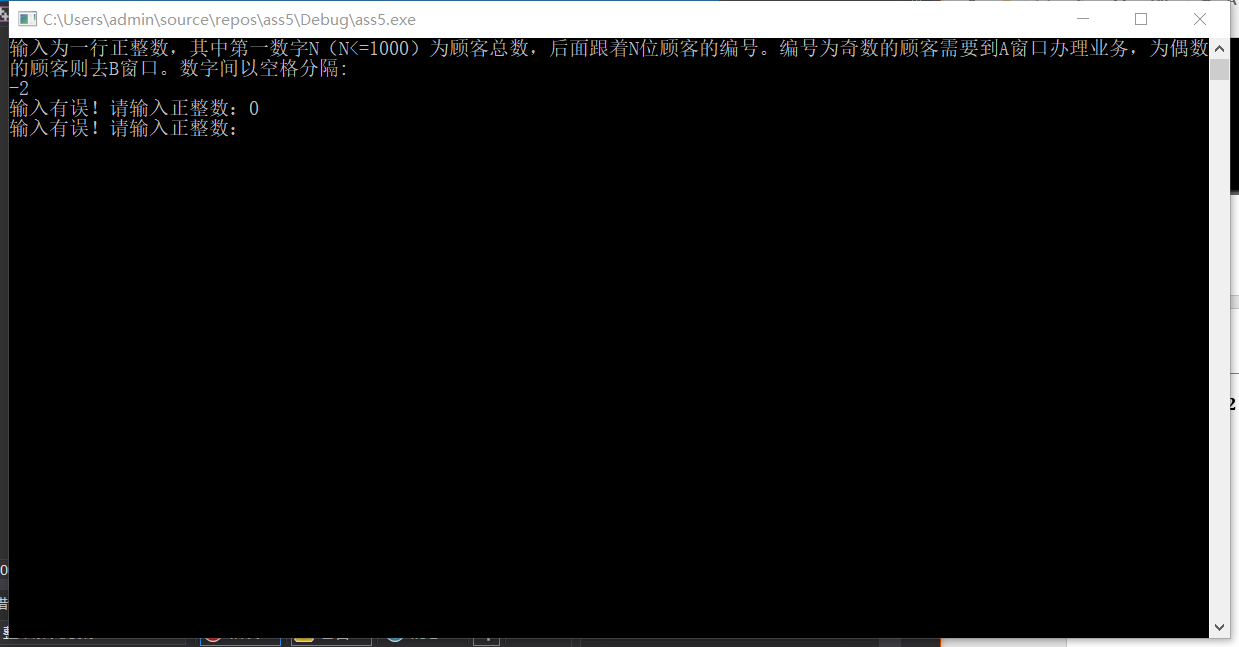 C:\Users\admin\source\repos\ass5\Debug\ass5.exe
输入为一行正整数，其中第一数字N（N<=1000）为顾客总数，后面跟着N位顾客的编号。编号为奇数的顾客需要到A窗口办理业务，为偶数
的顾客则去B窗口。数字间以空格分隔:
-2
输入有误！请输入正整数：0
输入有误！请输入正整数：
2